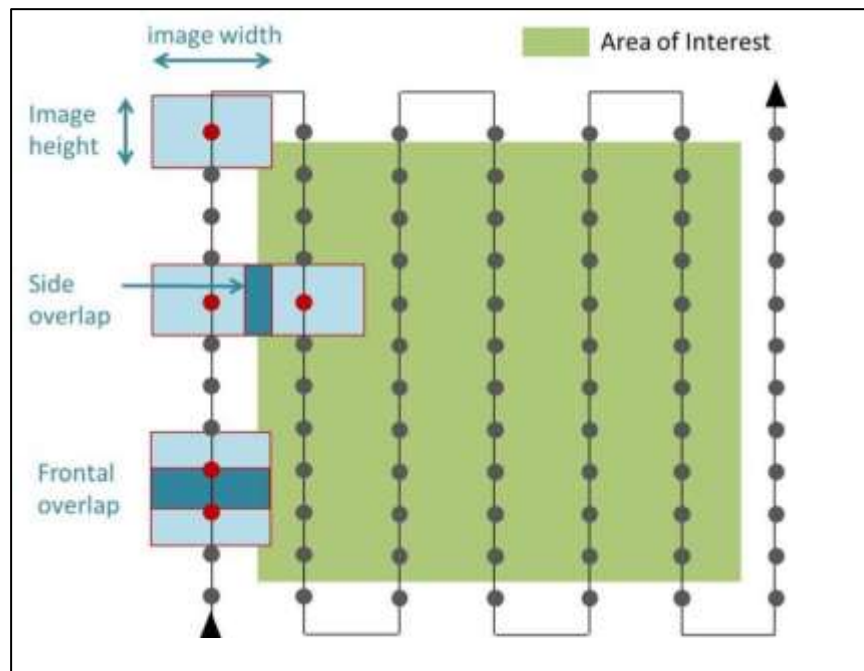 image width
Area of Interest
Image
height
Side
overlap
Frontal
overlap